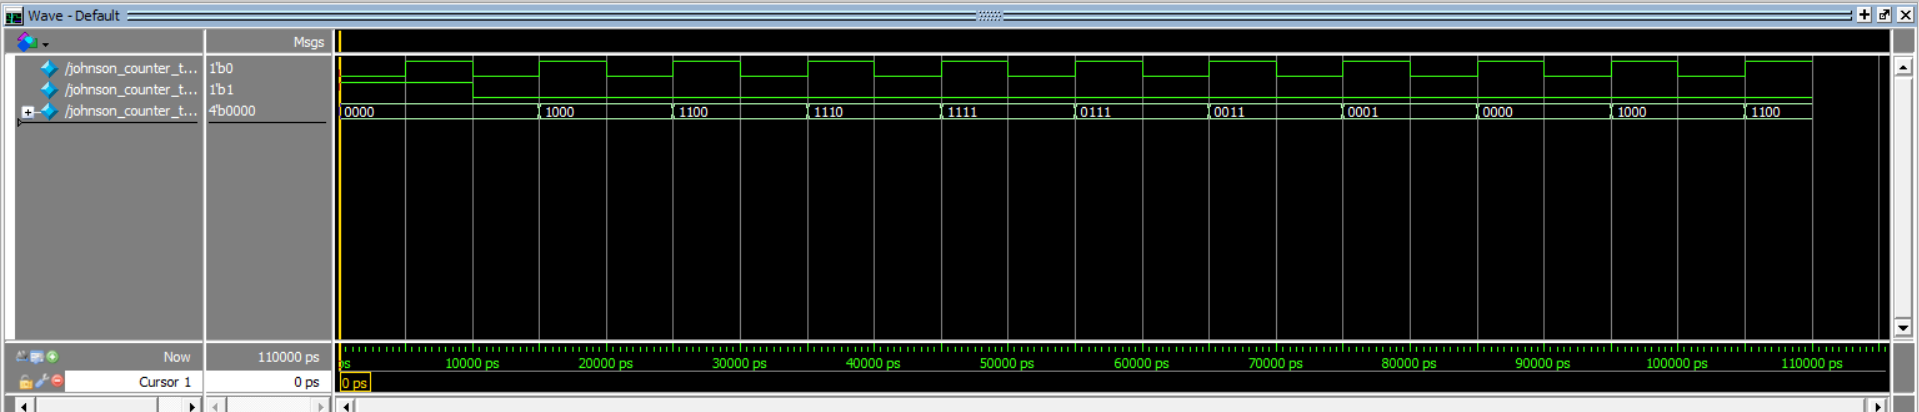 Wave - Default
Msgs
/johnson_counter_t... 1'b0
/johnson_counter_t... 1'b1
/johnson_counter_t... 4'b0000 0000 1000 1100 1110 1111 0111 0011 0001 0000 1000 1100
Now 110000 ps ps 10000 ps 20000 ps 30000 ps 40000 ps 50000 ps 60000 ps 70000 ps 80000 ps 90000 ps 100000 ps 110000 ps
Cursor 1 0 ps 0 ps